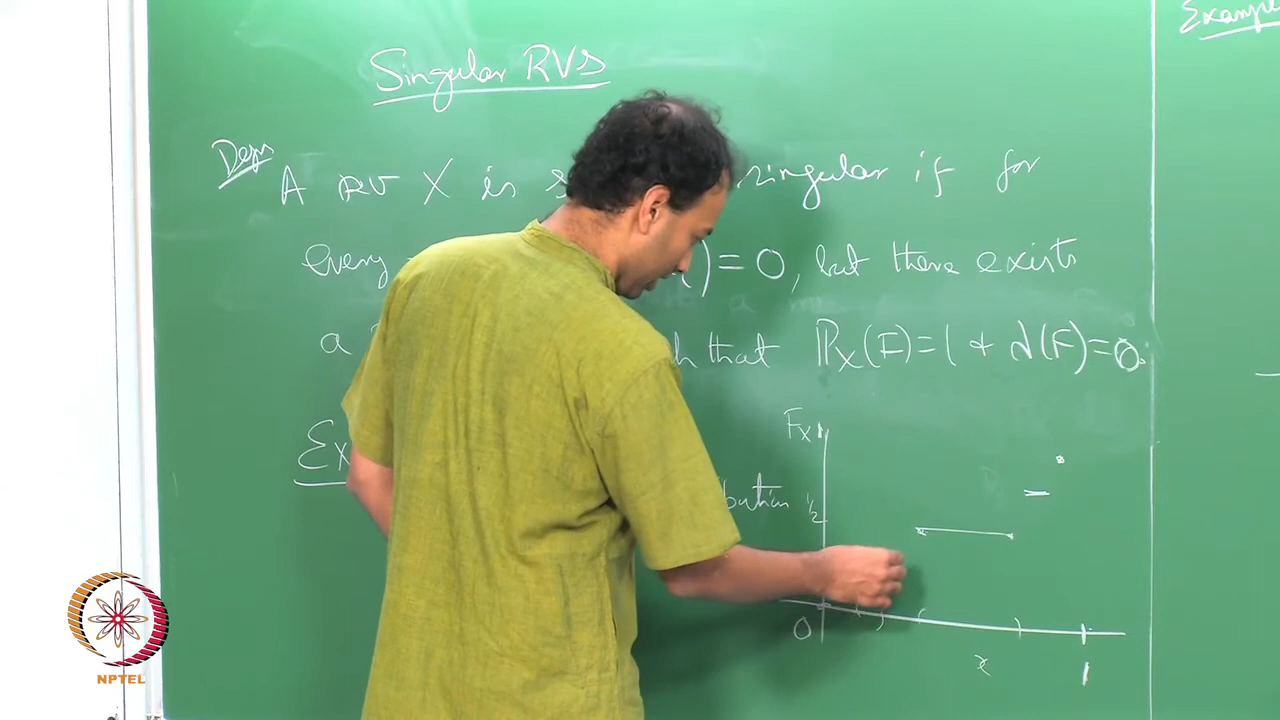 Singular RVs
Example
Defn A RV X is singular if for
every ) = 0, but there exists
a that ℙX(F) = 1 + λ(F) = 0.
Ex
FX
1/2
0
x
1
NPTEL